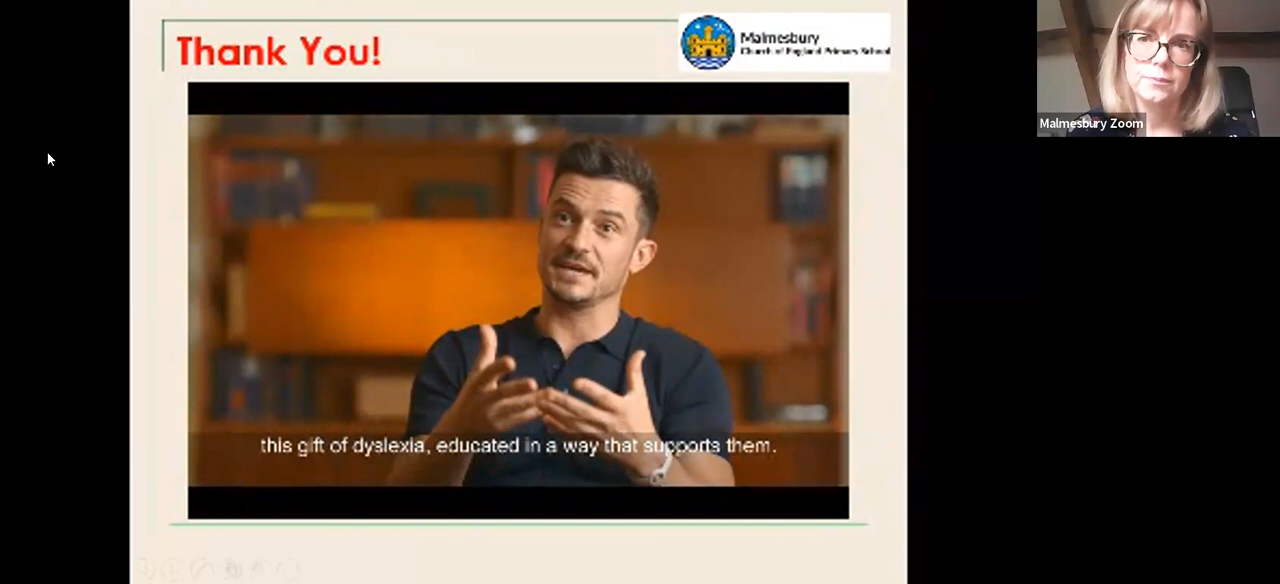 Thank You!
Malmesbury
Church of England Primary School
this gift of dyslexia, educated in a way that supports them.
Malmesbury Zoom